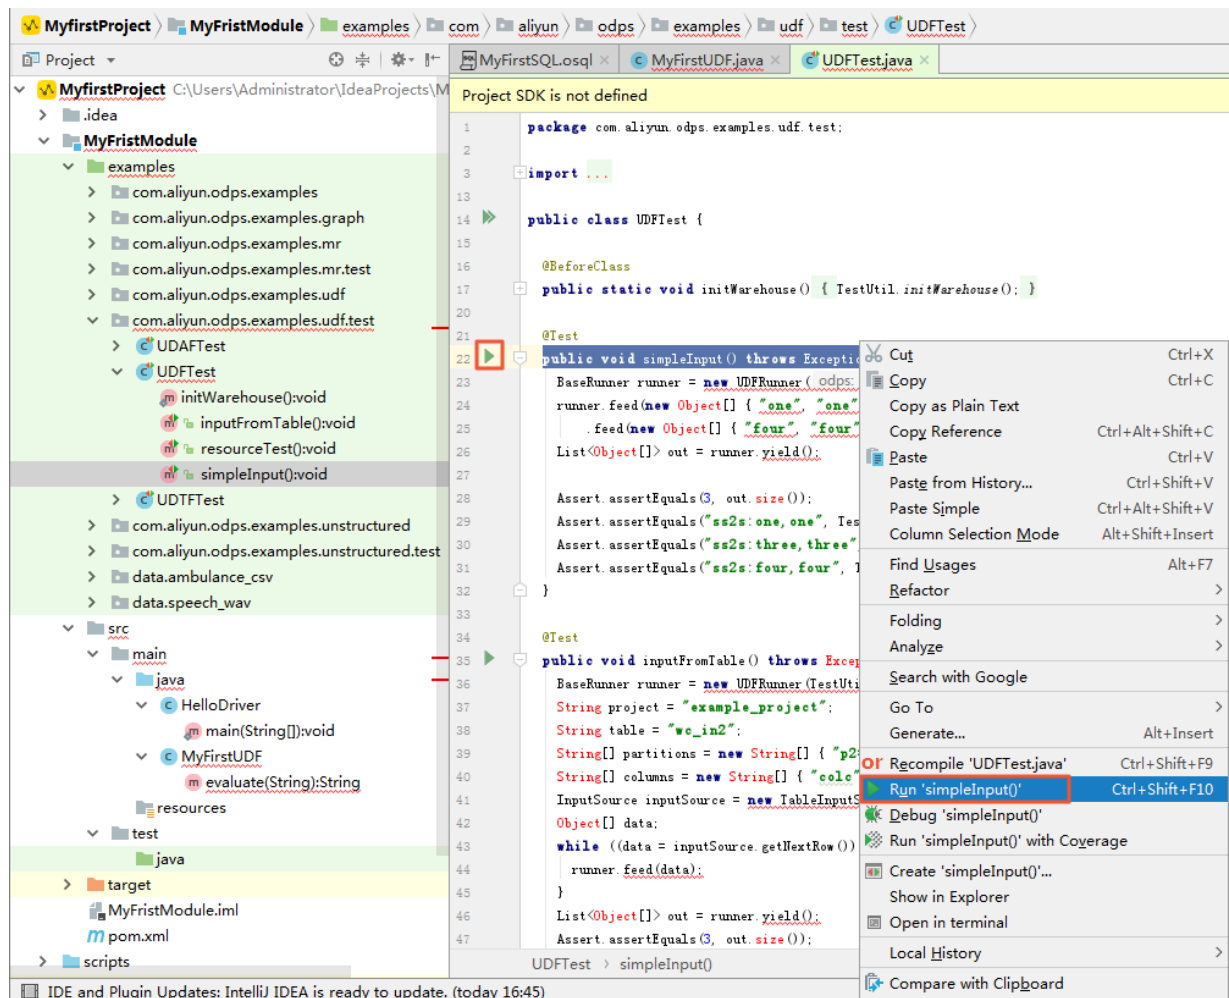 MyfirstProject MyFristModule examples com aliyun odps examples udf test UDFTest
Project
MyFirstSQL.osql MyFirstUDF.java UDFTest.java
MyfirstProject C:\Users\Administrator\IdeaProjects\M
.idea
MyFristModule
examples
com.aliyun.odps.examples
com.aliyun.odps.examples.graph
com.aliyun.odps.examples.mr
com.aliyun.odps.examples.mr.test
com.aliyun.odps.examples.udf
com.aliyun.odps.examples.udf.test
UDAFTest
UDFTest
initWarehouse():void
inputFromTable():void
resourceTest():void
simpleInput():void
UDTFTest
com.aliyun.odps.examples.unstructured
com.aliyun.odps.examples.unstructured.test
data.ambulance_csv
data.speech_wav
src
main
java
HelloDriver
main(String[]):void
MyFirstUDF
evaluate(String):String
resources
test
java
target
MyFristModule.iml
pom.xml
scripts
Project SDK is not defined
1 package com.aliyun.odps.examples.udf.test;
2
3 import ...
13
14 public class UDFTest {
15
16 @BeforeClass
17 public static void initWarehouse() { TestUtil.initWarehouse(); }
20
21 @Test
22 public void simpleInput() throws Exceptio
23 BaseRunner runner = new UDFRunner( odps:
24 runner.feed(new Object[] { "one", "one"
25 .feed(new Object[] { "four", "four"
26 List<Object[]> out = runner.yield();
27
28 Assert.assertEquals(3, out.size());
29 Assert.assertEquals("ss2s:one,one", Tes
30 Assert.assertEquals("ss2s:three,three",
31 Assert.assertEquals("ss2s:four,four", T
32 }
33
34 @Test
35 public void inputFromTable() throws Excep
36 BaseRunner runner = new UDFRunner(TestUti
37 String project = "example_project";
38 String table = "wc_in2";
39 String[] partitions = new String[] { "p2
40 String[] columns = new String[] { "colc"
41 InputSource inputSource = new TableInputS
42 Object[] data;
43 while ((data = inputSource.getNextRow())
44 runner.feed(data);
45 }
46 List<Object[]> out = runner.yield();
47 Assert.assertEquals(3, out.size());
UDFTest > simpleInput()
Cut Ctrl+X
Copy Ctrl+C
Copy as Plain Text
Copy Reference Ctrl+Alt+Shift+C
Paste Ctrl+V
Paste from History... Ctrl+Shift+V
Paste Simple Ctrl+Alt+Shift+V
Column Selection Mode Alt+Shift+Insert
Find Usages Alt+F7
Refactor
Folding
Analyze
Search with Google
Go To
Generate... Alt+Insert
Recompile 'UDFTest.java' Ctrl+Shift+F9
Run 'simpleInput()' Ctrl+Shift+F10
Debug 'simpleInput()'
Run 'simpleInput()' with Coverage
Create 'simpleInput()'...
Show in Explorer
Open in terminal
Local History
Compare with Clipboard
IDE and Plugin Updates: IntelliJ IDEA is ready to update. (today 16:45)